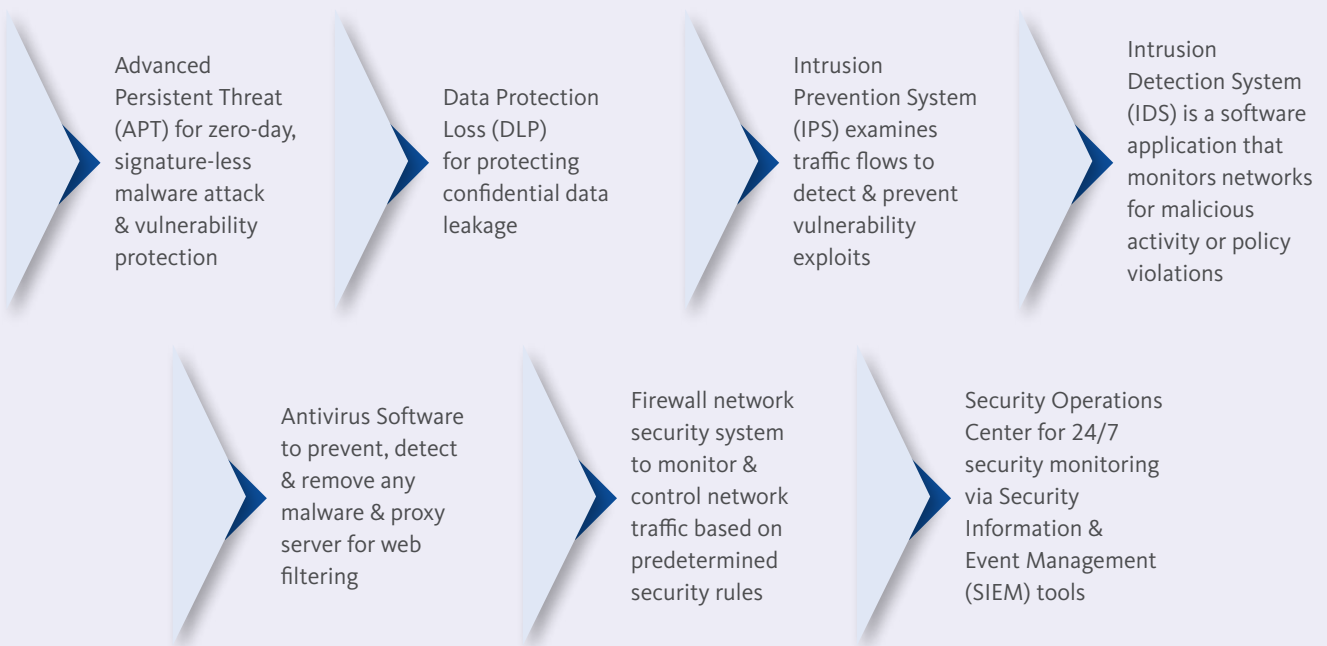 Advanced
Persistent Threat
(APT) for zero-day,
signature-less
malware attack
& vulnerability
protection
Data Protection
Loss (DLP)
for protecting
confidential data
leakage
Intrusion
Prevention System
(IPS) examines
traffic flows to
detect & prevent
vulnerability
exploits
Intrusion
Detection System
(IDS) is a software
application that
monitors networks
for malicious
activity or policy
violations
Antivirus Software
to prevent, detect
& remove any
malware & proxy
server for web
filtering
Firewall network
security system
to monitor &
control network
traffic based on
predetermined
security rules
Security Operations
Center for 24/7
security monitoring
via Security
Information &
Event Management
(SIEM) tools